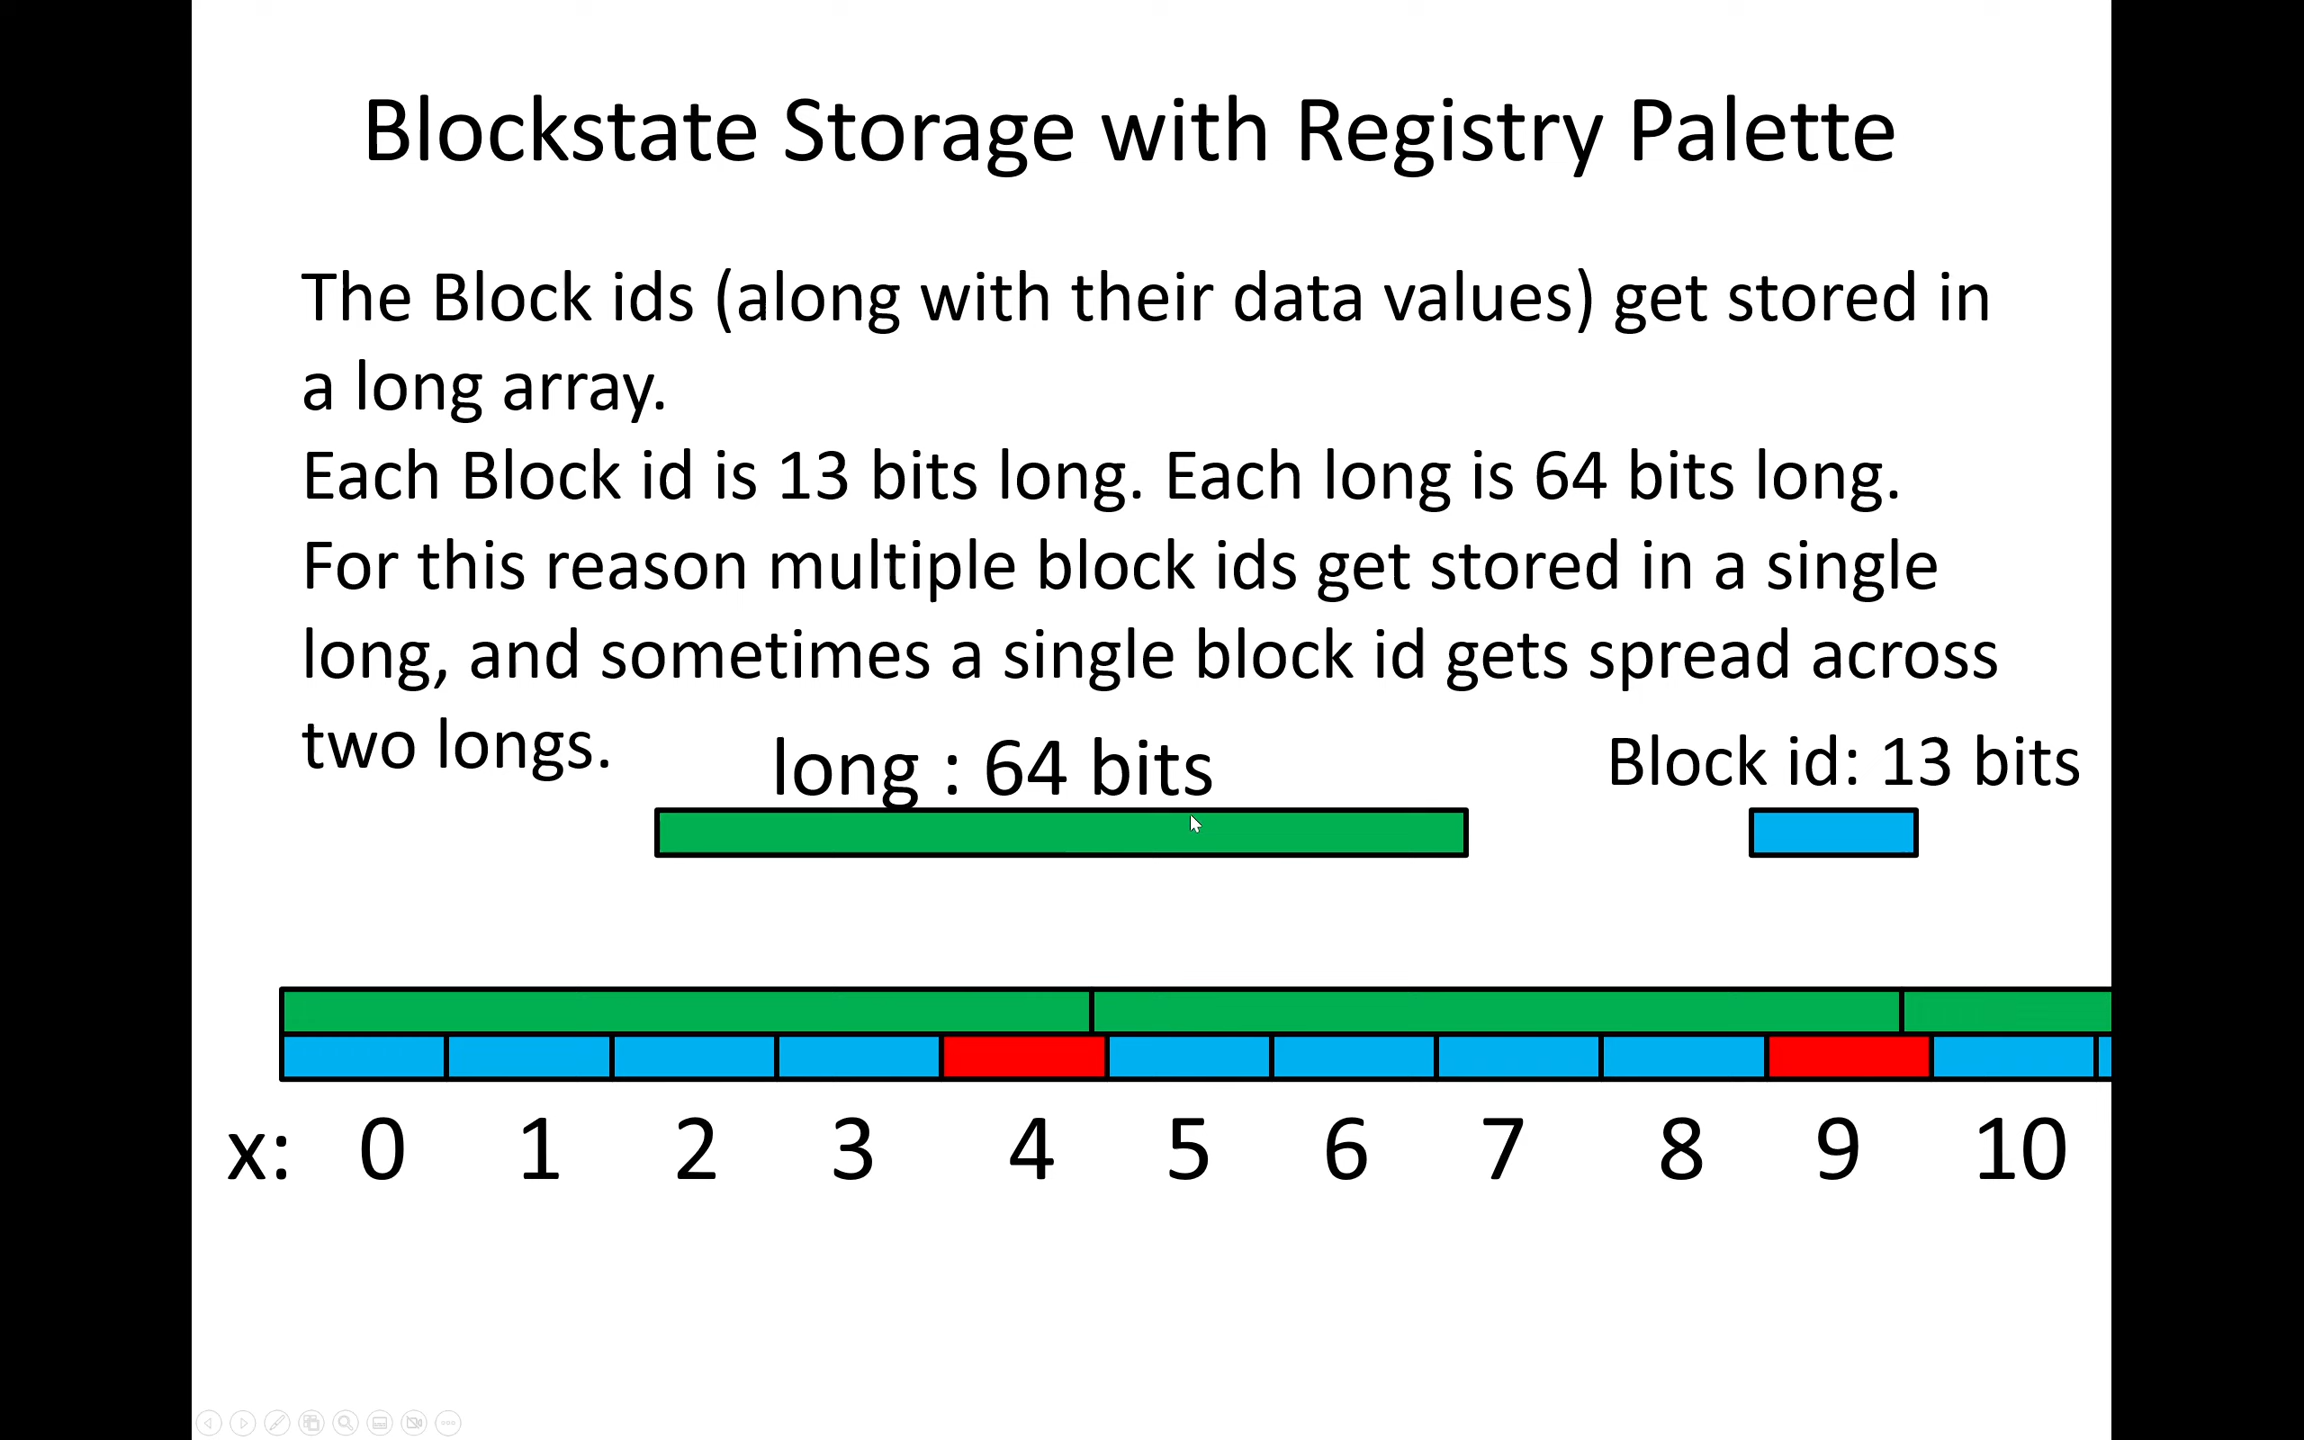 Blockstate Storage with Registry Palette
The Block ids (along with their data values) get stored in
a long array.
Each Block id is 13 bits long. Each long is 64 bits long.
For this reason multiple block ids get stored in a single
long, and sometimes a single block id gets spread across
two longs.
long : 64 bits
Block id: 13 bits
x: 0 1 2 3 4 5 6 7 8 9 10